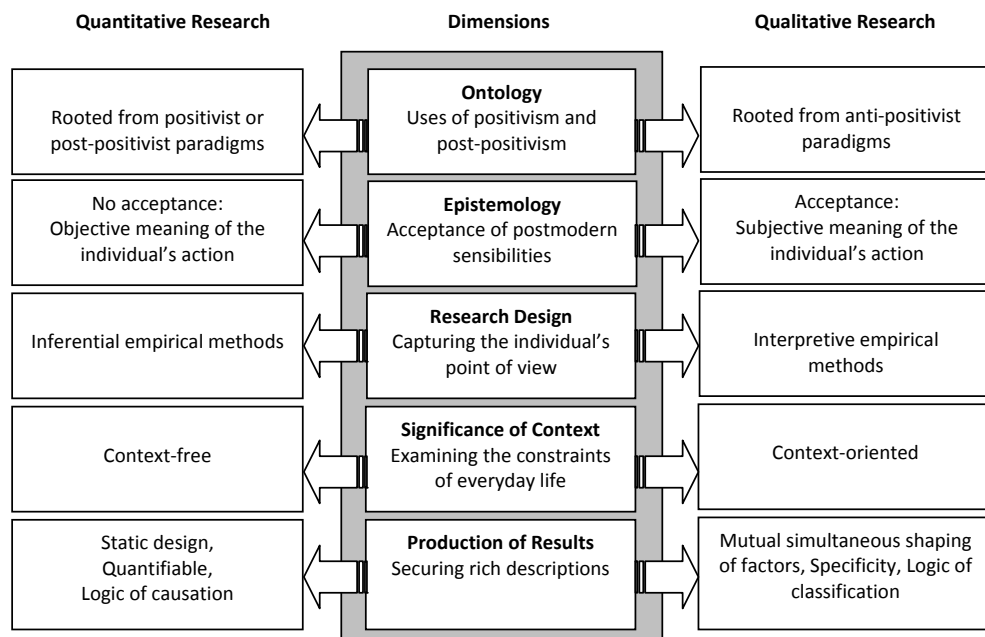 Quantitative Research
Dimensions
Qualitative Research
Rooted from positivist or
post-positivist paradigms
Ontology
Uses of positivism and
post-positivism
Rooted from anti-positivist
paradigms
No acceptance:
Objective meaning of the
individual’s action
Epistemology
Acceptance of postmodern
sensibilities
Acceptance:
Subjective meaning of the
individual’s action
Inferential empirical methods
Research Design
Capturing the individual’s
point of view
Interpretive empirical
methods
Context-free
Significance of Context
Examining the constraints
of everyday life
Context-oriented
Static design,
Quantifiable,
Logic of causation
Production of Results
Securing rich descriptions
Mutual simultaneous shaping
of factors, Specificity, Logic of
classification